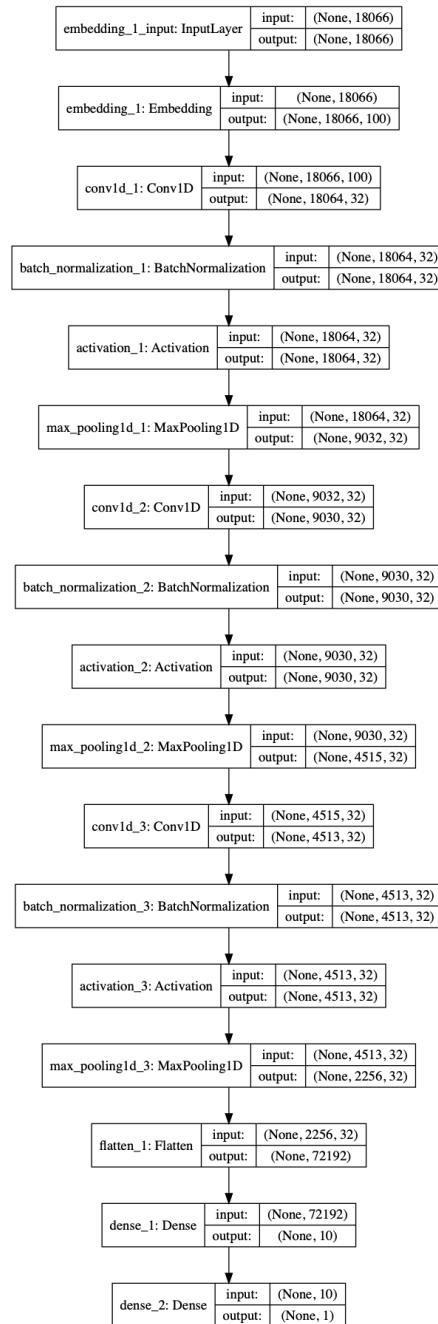 embedding_1_input: InputLayer
input: (None, 18066)
output: (None, 18066)
embedding_1: Embedding
input: (None, 18066)
output: (None, 18066, 100)
conv1d_1: Conv1D
input: (None, 18066, 100)
output: (None, 18064, 32)
batch_normalization_1: BatchNormalization
input: (None, 18064, 32)
output: (None, 18064, 32)
activation_1: Activation
input: (None, 18064, 32)
output: (None, 18064, 32)
max_pooling1d_1: MaxPooling1D
input: (None, 18064, 32)
output: (None, 9032, 32)
conv1d_2: Conv1D
input: (None, 9032, 32)
output: (None, 9030, 32)
batch_normalization_2: BatchNormalization
input: (None, 9030, 32)
output: (None, 9030, 32)
activation_2: Activation
input: (None, 9030, 32)
output: (None, 9030, 32)
max_pooling1d_2: MaxPooling1D
input: (None, 9030, 32)
output: (None, 4515, 32)
conv1d_3: Conv1D
input: (None, 4515, 32)
output: (None, 4513, 32)
batch_normalization_3: BatchNormalization
input: (None, 4513, 32)
output: (None, 4513, 32)
activation_3: Activation
input: (None, 4513, 32)
output: (None, 4513, 32)
max_pooling1d_3: MaxPooling1D
input: (None, 4513, 32)
output: (None, 2256, 32)
flatten_1: Flatten
input: (None, 2256, 32)
output: (None, 72192)
dense_1: Dense
input: (None, 72192)
output: (None, 10)
dense_2: Dense
input: (None, 10)
output: (None, 1)